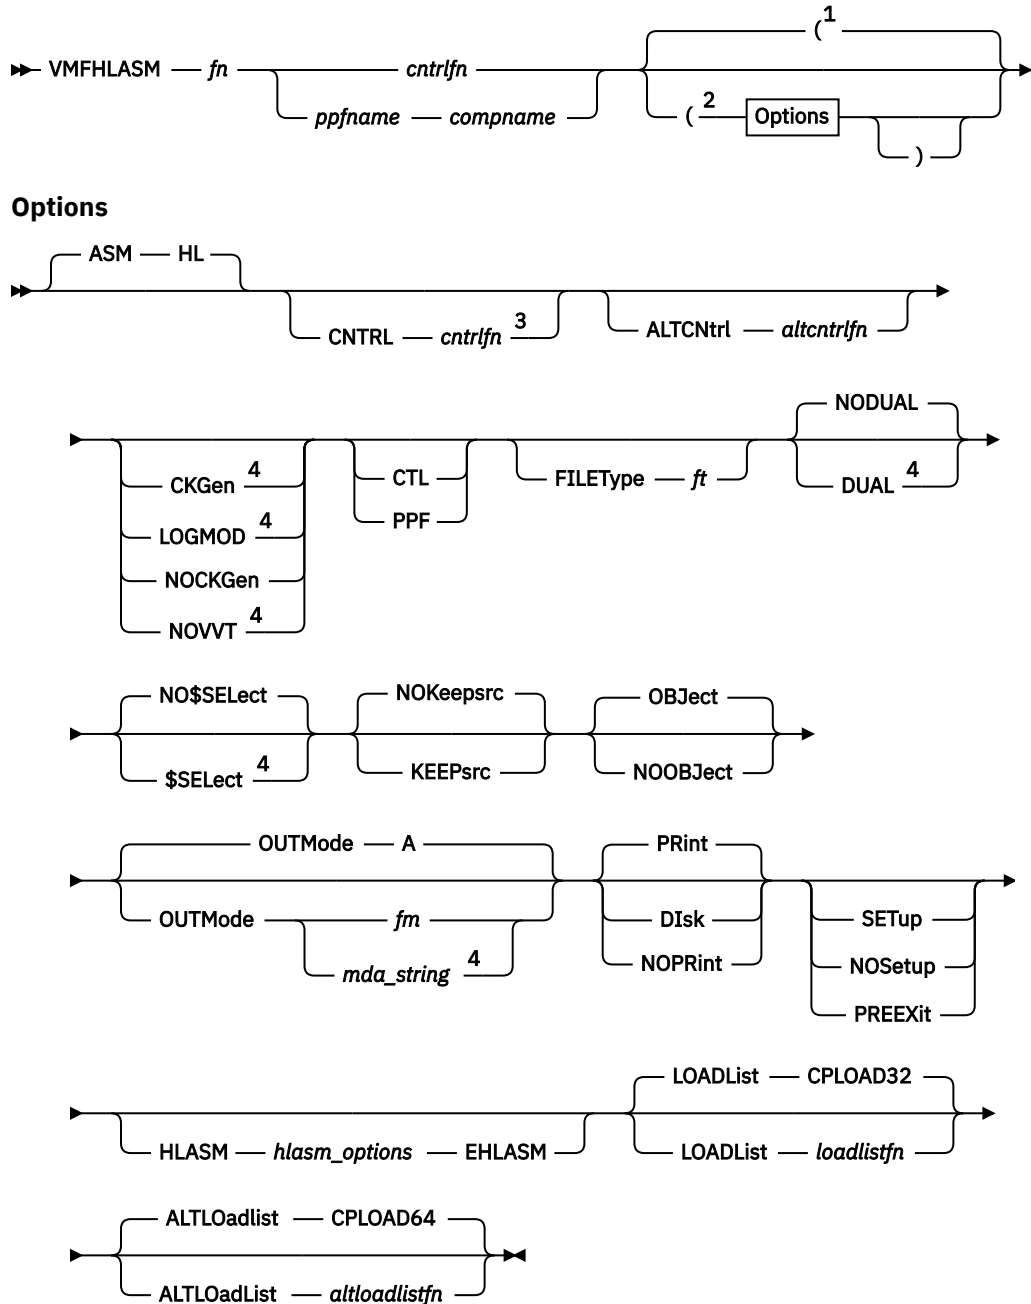 ( 1
VMFHLASM fn cntrlfn
ppfname compname ( 2 Options
)
Options
ASM HL
CNTRL cntrlfn 3 ALTCNtrl altcntrlfn
NODUAL
CKGen 4 CTL FILEType ft DUAL 4
LOGMOD 4 PPF
NOCKGen
NOVVT 4
NO$SELect NOKeepsrc OBJect
$SELect 4 KEEPsrc NOOBJect
OUTMode A PRint
OUTMode fm DIsk SETup
mda_string 4 NOPRint NOSetup
PREEXit
LOADList CPLOAD32
HLASM hlasm_options EHLASM LOADList loadlistfn
ALTLOadlist CPLOAD64
ALTLOadList altloadlistfn